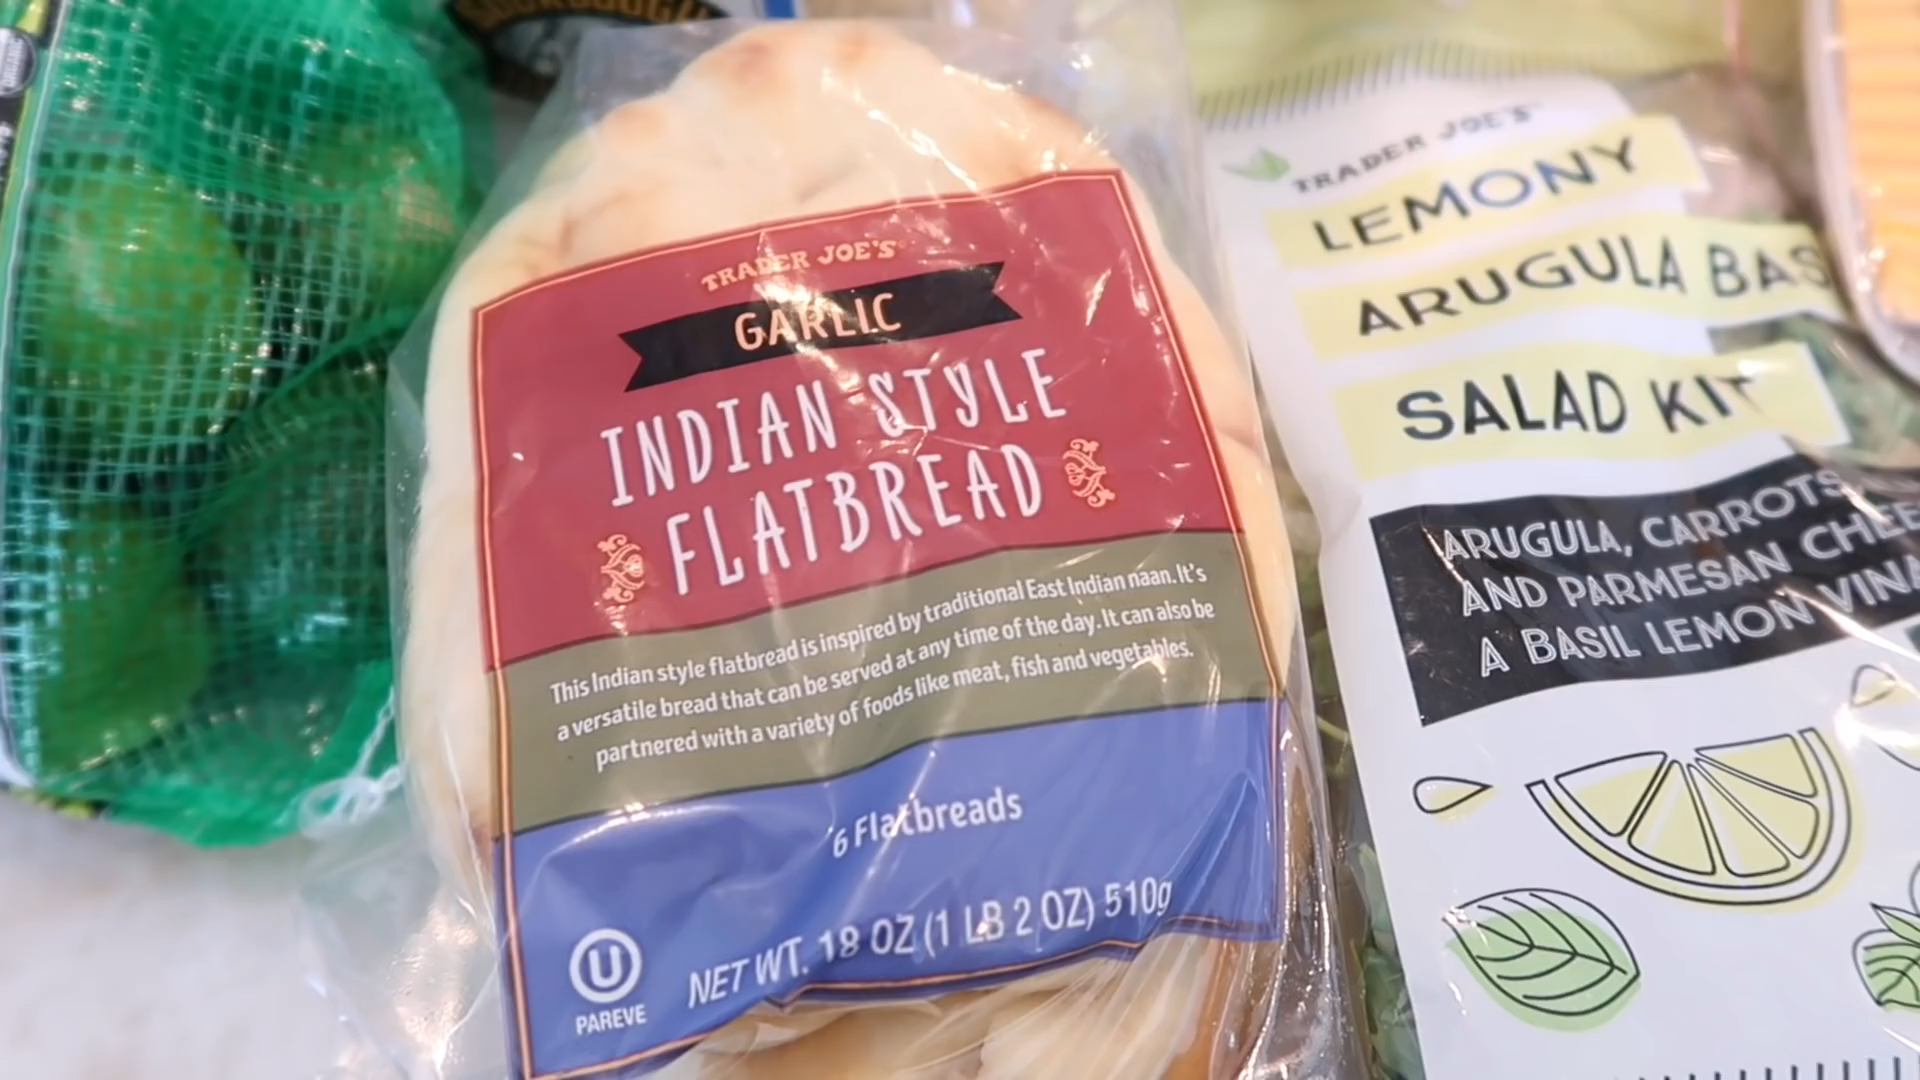 TRADER JOE'S
GARLIC
INDIAN STYLE
FLATBREAD
This Indian style flatbread is inspired by traditional East Indian naan. It's
a versatile bread that can be served at any time of the day. It can also be
partnered with a variety of foods like meat, fish and vegetables.
6 Flatbreads
NET WT. 18 OZ (1 LB 2 OZ) 510g
U
PAREVE
TRADER JOE'S
LEMONY
ARUGULA BAS
SALAD KIT
ARUGULA, CARROTS
AND PARMESAN CHEE
A BASIL LEMON VINA